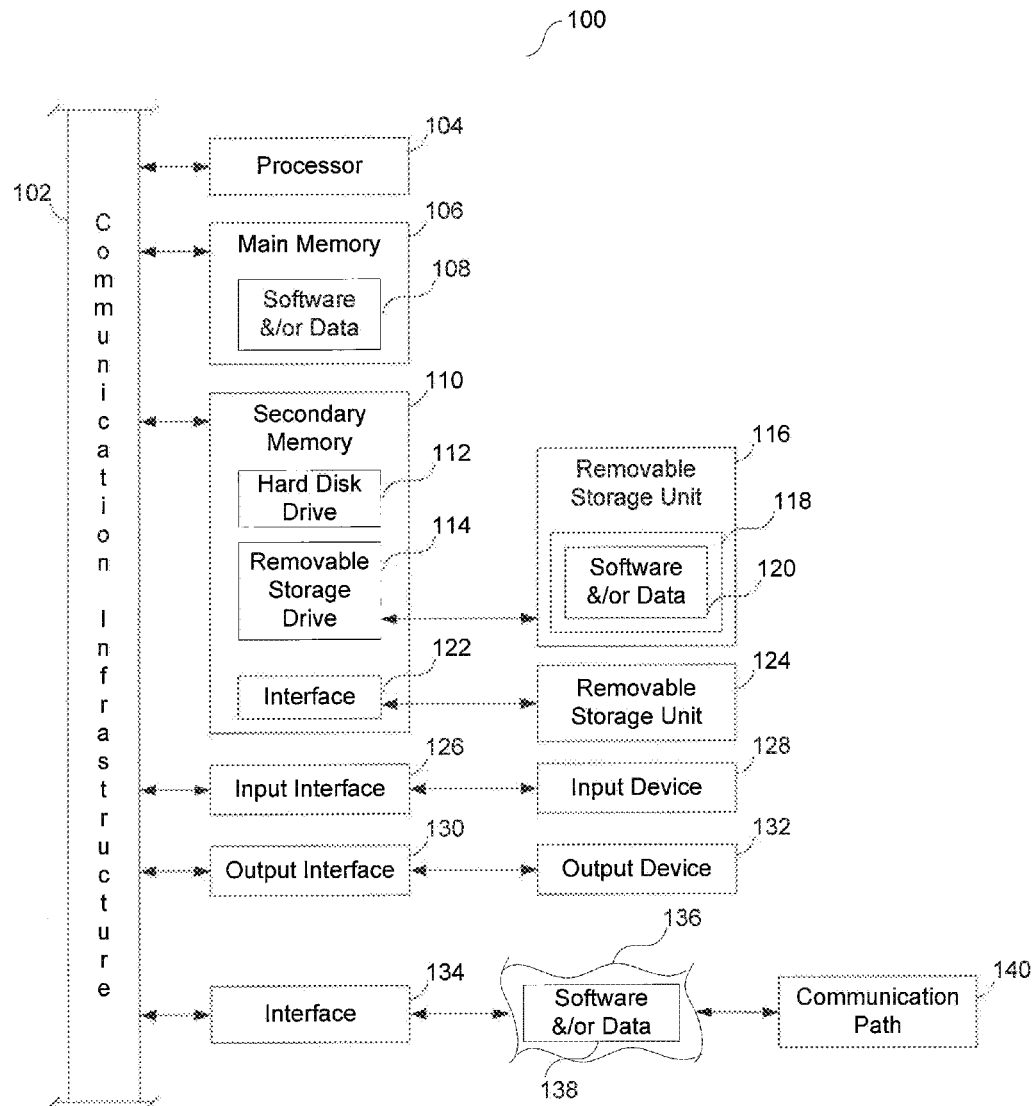 100
104
Processor
102
Communication Infrastructure
106
Main Memory
108
Software
&/or Data
110
Secondary
Memory
112
Hard Disk
Drive
114
Removable
Storage
Drive
116
Removable
Storage Unit
118
Software
&/or Data
120
122
Interface
124
Removable
Storage Unit
126
Input Interface
128
Input Device
130
Output Interface
132
Output Device
134
Interface
136
Software
&/or Data
138
140
Communication
Path